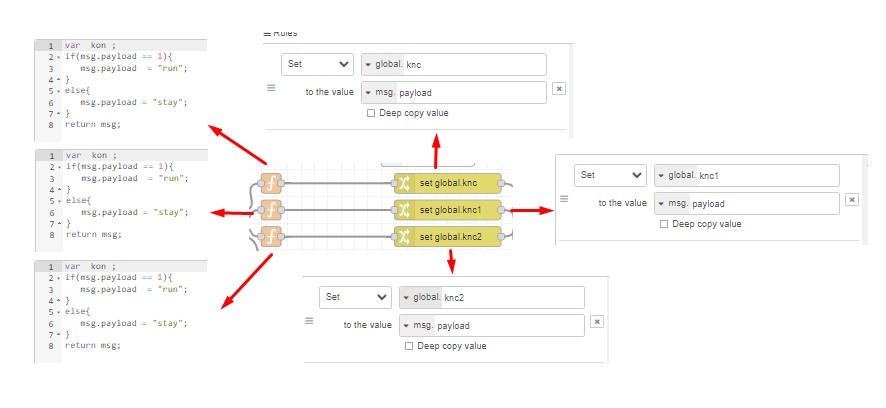 Rules
Set
global. knc
to the value
msg. payload
Deep copy value
1 var kon ;
2 if(msg.payload == 1){
3 msg.payload = "run";
4 }
5 else{
6 msg.payload = "stay";
7 }
8 return msg;
1 var kon ;
2 if(msg.payload == 1){
3 msg.payload = "run";
4 }
5 else{
6 msg.payload = "stay";
7 }
8 return msg;
set global.knc
set global.knc1
set global.knc2
Set
global. knc1
to the value
msg. payload
Deep copy value
1 var kon ;
2 if(msg.payload == 1){
3 msg.payload = "run";
4 }
5 else{
6 msg.payload = "stay";
7 }
8 return msg;
Set
global. knc2
to the value
msg. payload
Deep copy value